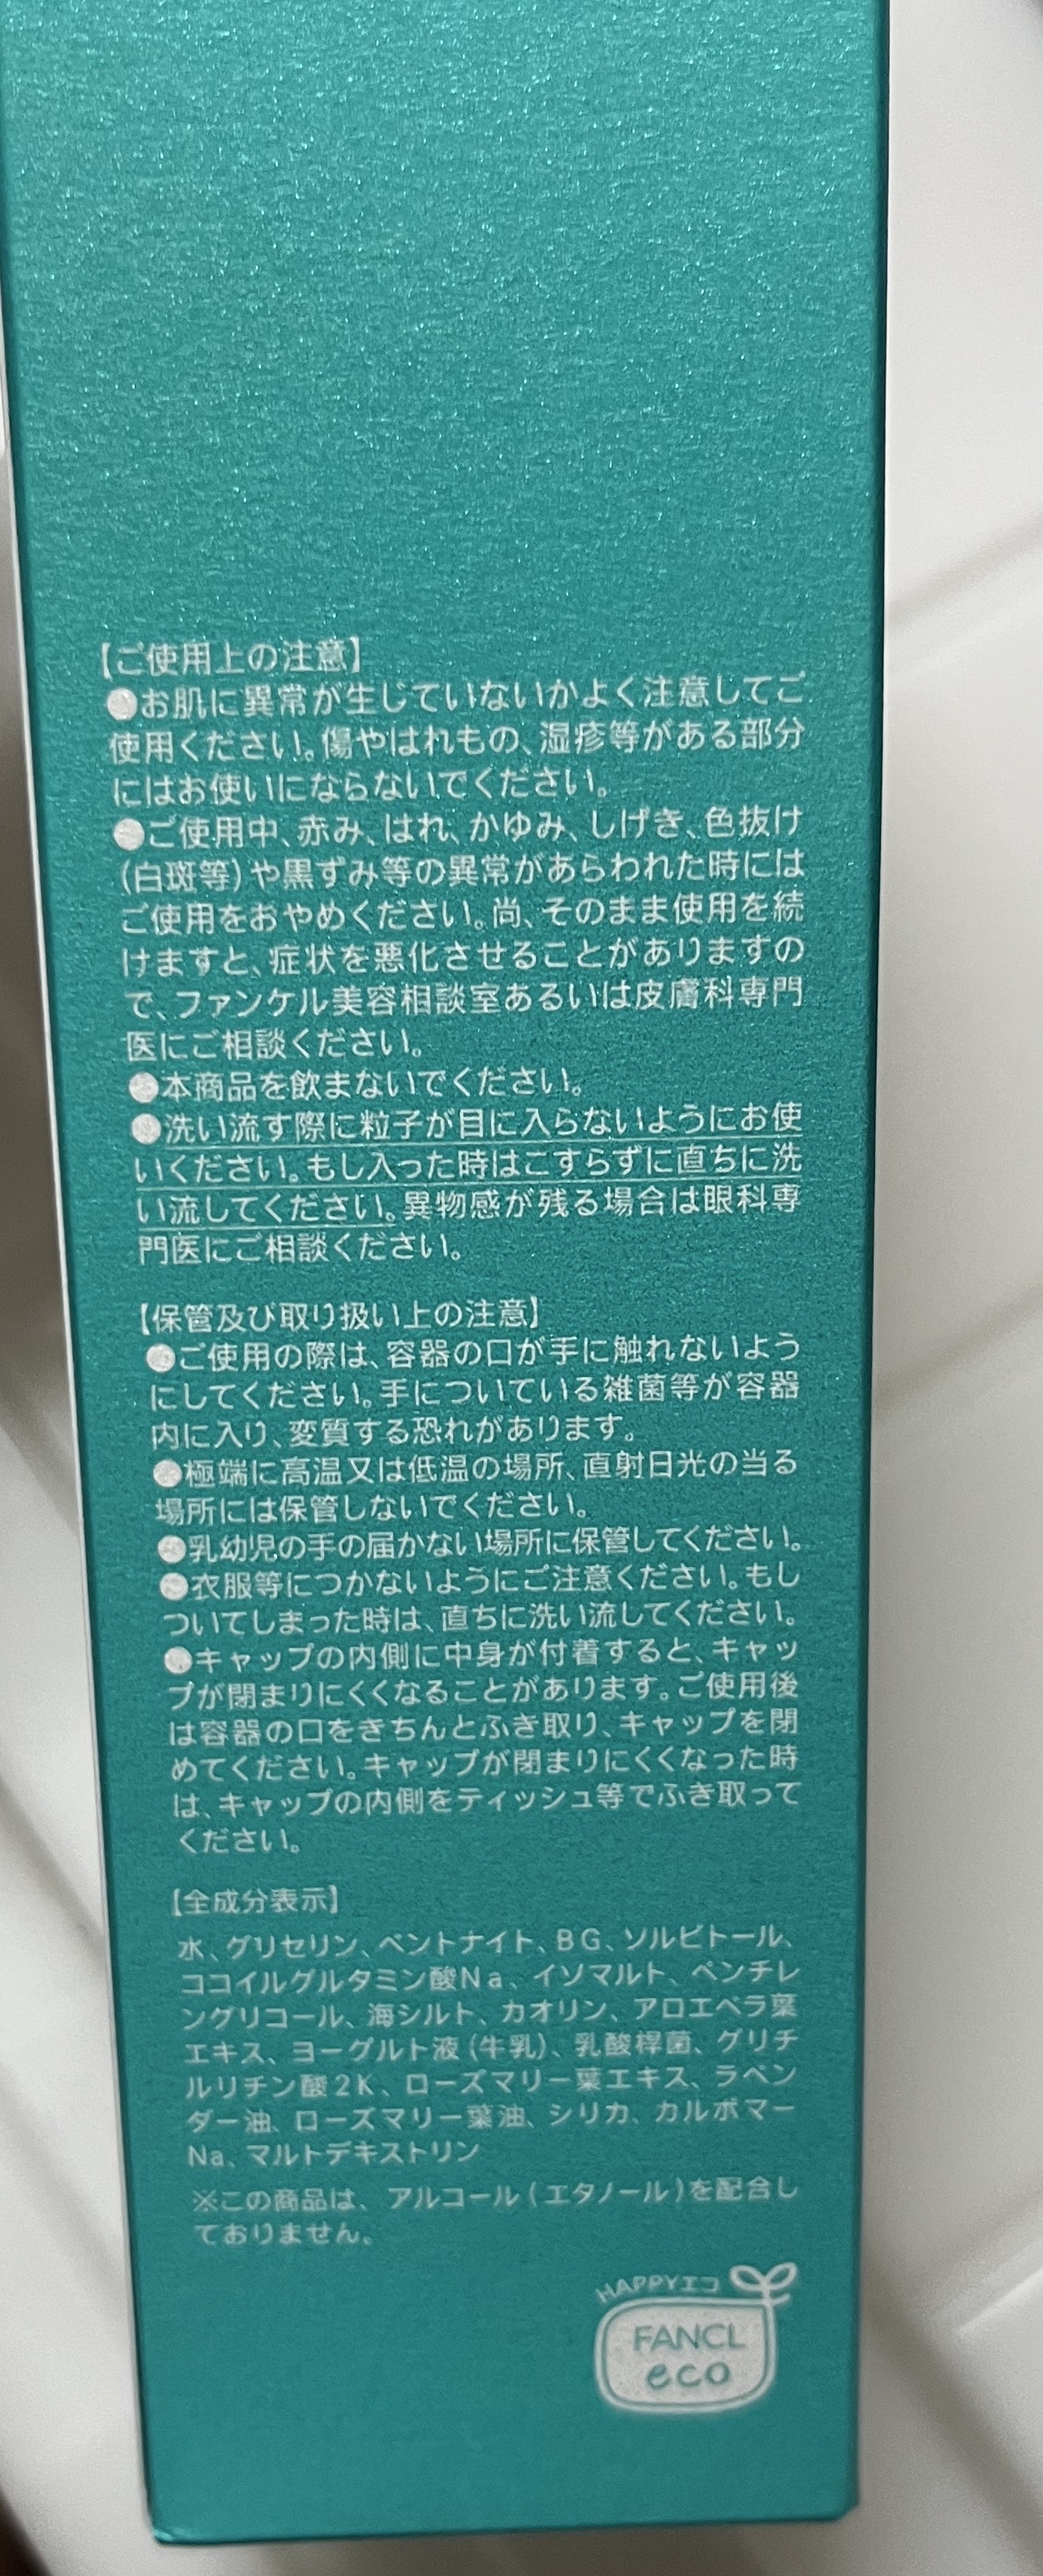 【ご使用上の注意】
●お肌に異常が生じていないかよく注意してご
使用ください。傷やはれもの、湿疹等がある部分
にはお使いにならないでください。
●ご使用中、赤み、はれ、かゆみ、しげき、色抜け
(白斑等)や黒ずみ等の異常があらわれた時には
ご使用をおやめください。尚、そのまま使用を続
けますと、症状を悪化させることがありますの
で、ファンケル美容相談室あるいは皮膚科専門
医にご相談ください。
●本商品を飲まないでください。
●洗い流す際に粒子が目に入らないようにお使
いください。もし入った時はこすらずに直ちに洗
い流してください。異物感が残る場合は眼科専
門医にご相談ください。
【保管及び取り扱い上の注意】
●ご使用の際は、容器の口が手に触れないよう
にしてください。手についている雑菌等が容器
内に入り、変質する恐れがあります。
●極端に高温又は低温の場所、直射日光の当る
場所には保管しないでください。
●乳幼児の手の届かない場所に保管してください。
●衣服等につかないようにご注意ください。もし
ついてしまった時は、直ちに洗い流してください。
●キャップの内側に中身が付着すると、キャッ
プが閉まりにくくなることがあります。ご使用後
は容器の口をきちんとふき取り、キャップを閉
めてください。キャップが閉まりにくくなった時
は、キャップの内側をティッシュ等でふき取って
ください。
【全成分表示】
水、グリセリン、ベントナイト、BG、ソルビトール、
ココイルグルタミン酸Na、イソマルト、ペンチレ
ングリコール、海シルト、カオリン、アロエベラ葉
エキス、ヨーグルト液(牛乳)、乳酸桿菌、グリチ
ルリチン酸2K、ローズマリー葉エキス、ラベン
ダー油、ローズマリー葉油、シリカ、カルボマー
Na、マルトデキストリン
※この商品は、アルコール(エタノール)を配合し
ておりません。
HAPPYエコ
FANCL
eco